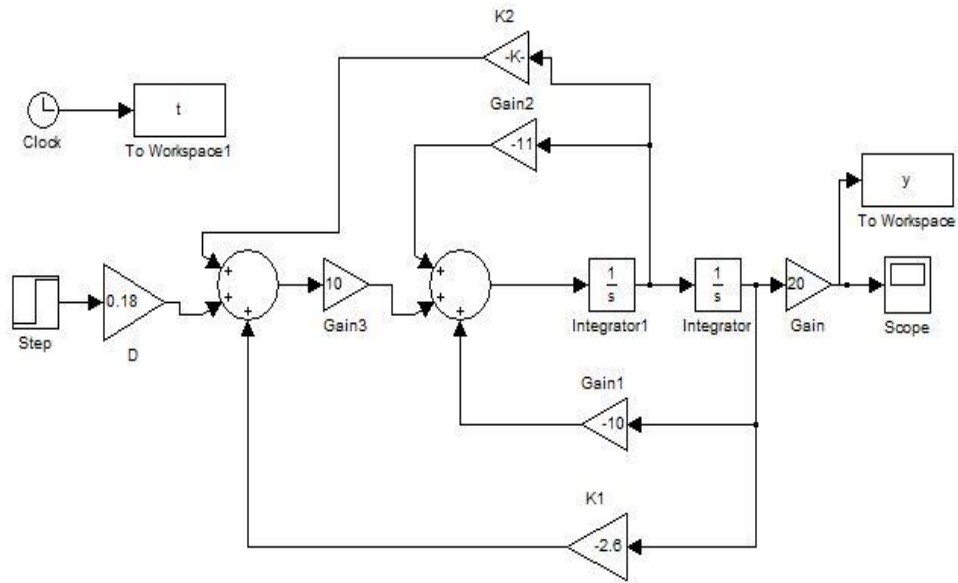 K2
-K-
Gain2
-11
t
Clock
To Workspace1
y
To Workspace
+
+
+
+
+
+
0.18
10
1
s
1
s
20
Step
D
Gain3
Integrator1
Integrator
Gain
Scope
Gain1
-10
K1
-2.6